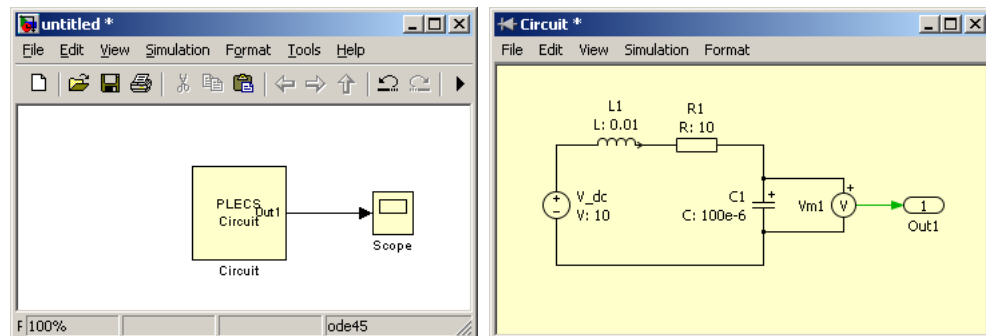 untitled *
File Edit View Simulation Format Tools Help
PLECS
Circuit
Out1
Circuit
Scope
F 100%
ode45
Circuit *
File Edit View Simulation Format
L1
L: 0.01
R1
R: 10
V_dc
V: 10
C1
C: 100e-6
+
-
+
+
Vm1
V
1
Out1